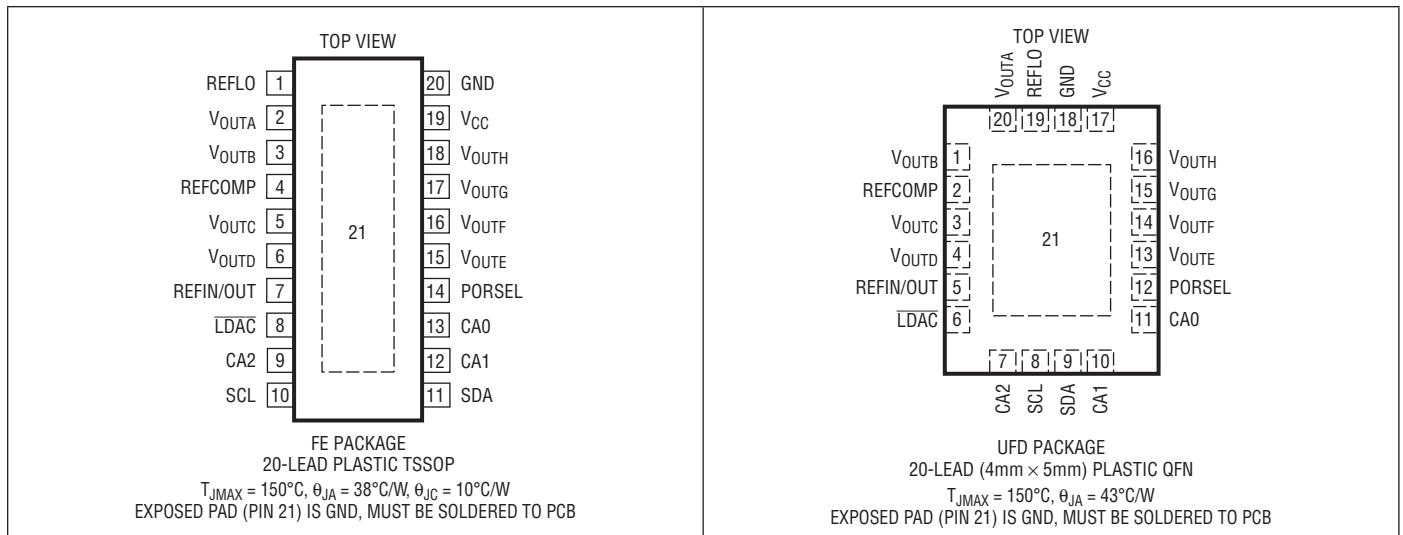 TOP VIEW
REFLO 1
VOUTA 2
VOUTB 3
REFCOMP 4
VOUTC 5
VOUTD 6
REFIN/OUT 7
LDAC 8
CA2 9
SCL 10
20 GND
19 VCC
18 VOUTH
17 VOUTG
16 VOUTF
15 VOUTE
14 PORSEL
13 CA0
12 CA1
11 SDA
21
FE PACKAGE
20-LEAD PLASTIC TSSOP
TJMAX = 150°C, θJA = 38°C/W, θJC = 10°C/W
EXPOSED PAD (PIN 21) IS GND, MUST BE SOLDERED TO PCB
TOP VIEW
VOUTA REFLO GND VCC
20 19 18 17
VOUTB 1
REFCOMP 2
VOUTC 3
VOUTD 4
REFIN/OUT 5
LDAC 6
16 VOUTH
15 VOUTG
14 VOUTF
13 VOUTE
12 PORSEL
11 CA0
21
7 8 9 10
CA2 SCL SDA CA1
UFD PACKAGE
20-LEAD (4mm × 5mm) PLASTIC QFN
TJMAX = 150°C, θJA = 43°C/W
EXPOSED PAD (PIN 21) IS GND, MUST BE SOLDERED TO PCB